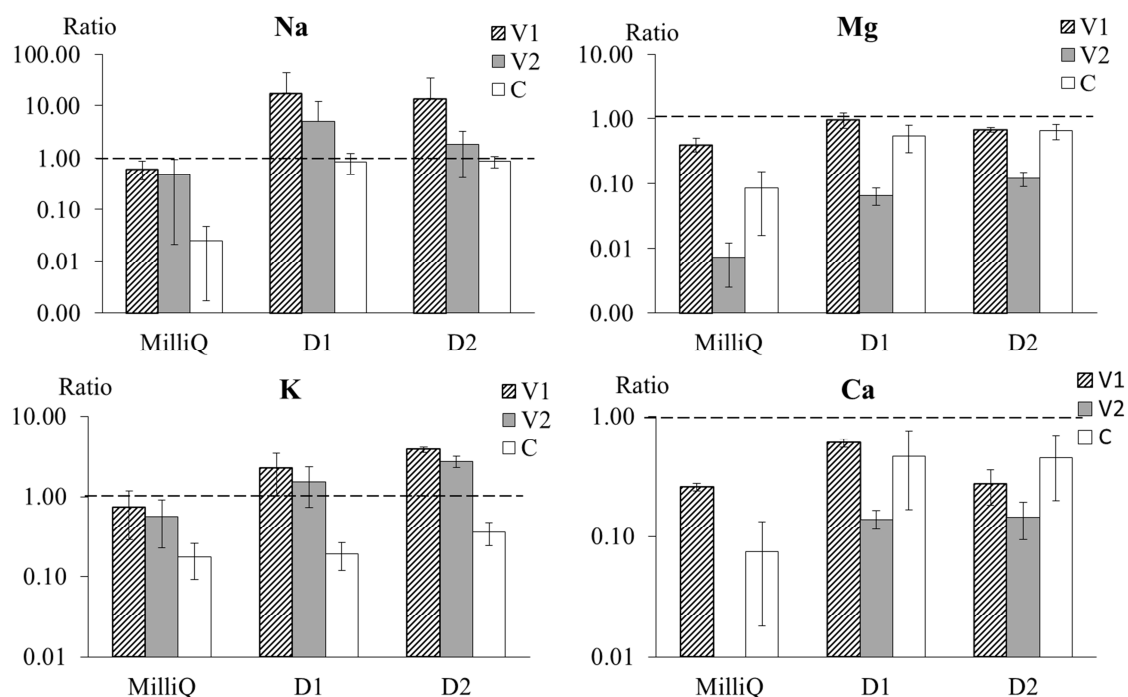 Ratio
Na
V1
V2
C
100.00
10.00
1.00
0.10
0.01
0.00
MilliQ D1 D2
Ratio
Mg
V1
V2
C
10.00
1.00
0.10
0.01
0.00
MilliQ D1 D2
Ratio
K
V1
V2
C
10.00
1.00
0.10
0.01
MilliQ D1 D2
Ratio
Ca
V1
V2
C
1.00
0.10
0.01
MilliQ D1 D2